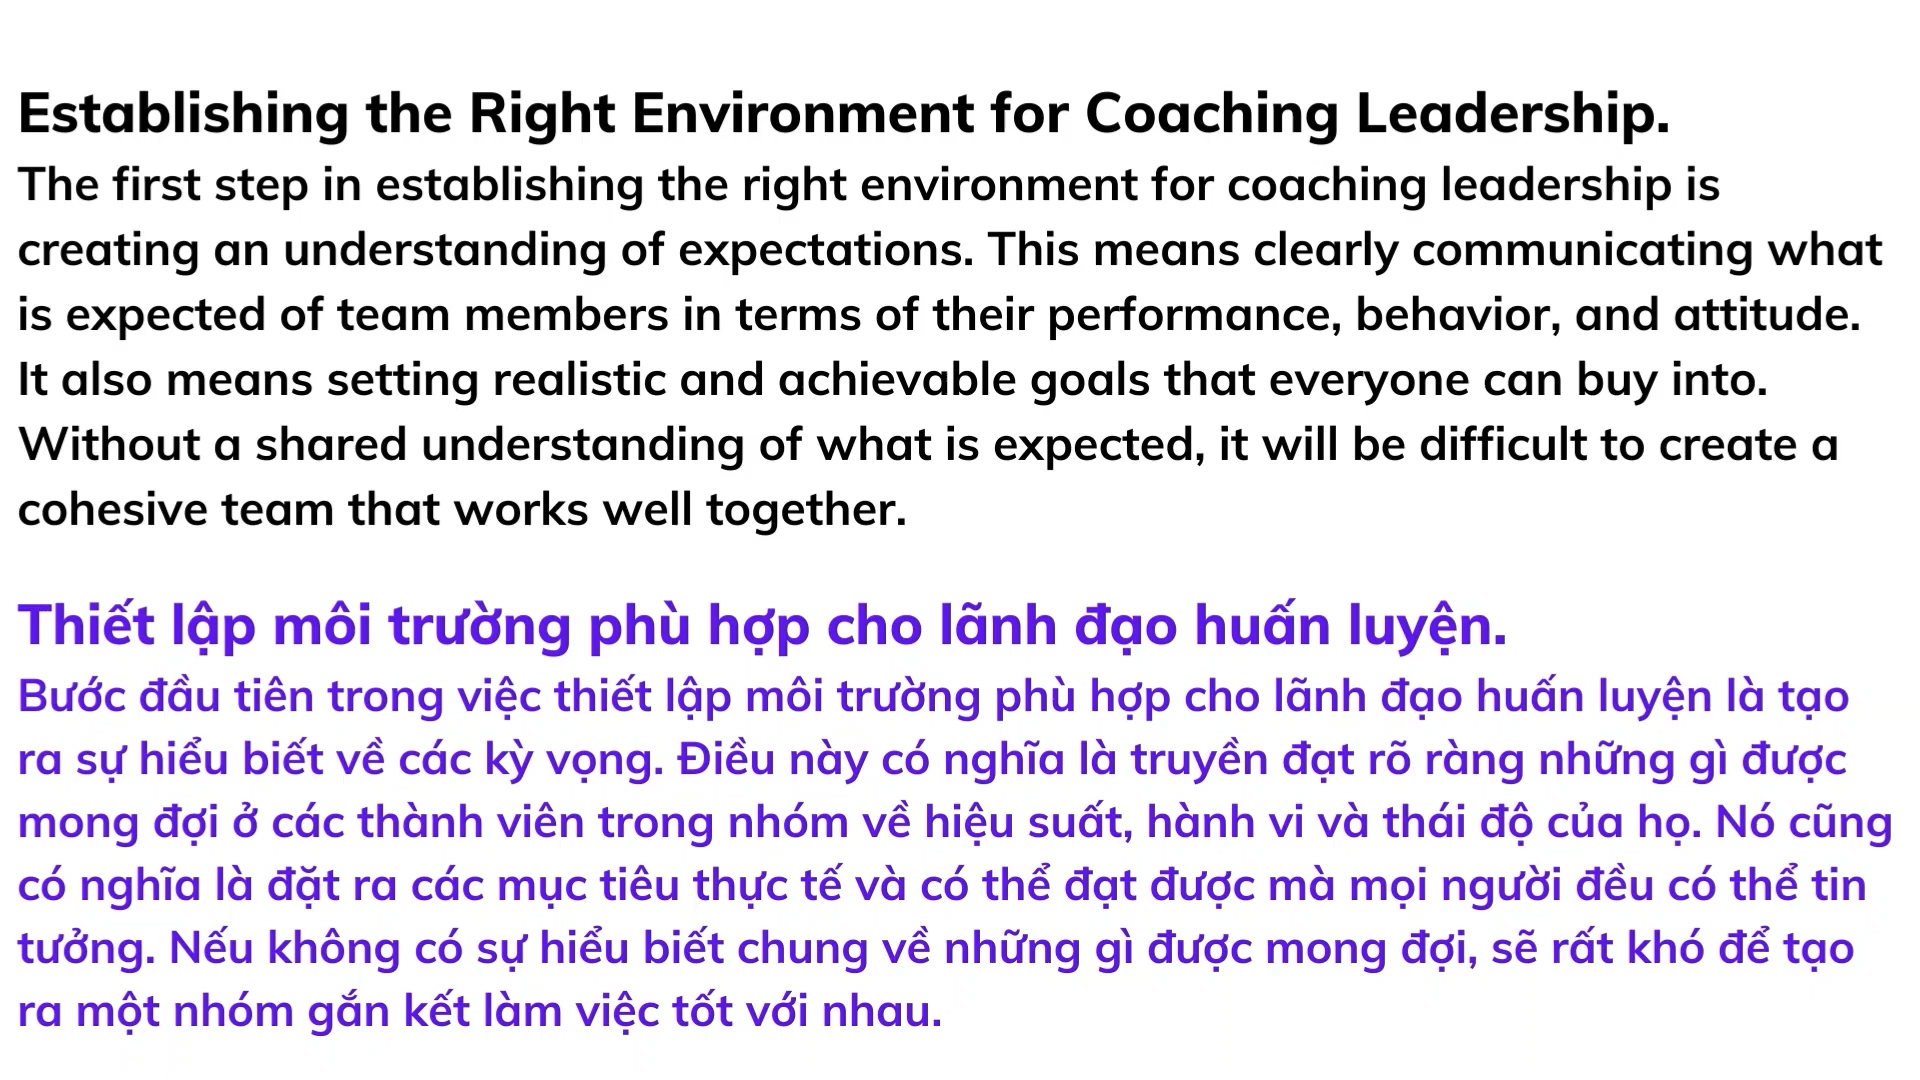 Establishing the Right Environment for Coaching Leadership.
The first step in establishing the right environment for coaching leadership is
creating an understanding of expectations. This means clearly communicating what
is expected of team members in terms of their performance, behavior, and attitude.
It also means setting realistic and achievable goals that everyone can buy into.
Without a shared understanding of what is expected, it will be difficult to create a
cohesive team that works well together.
Thiết lập môi trường phù hợp cho lãnh đạo huấn luyện.
Bước đầu tiên trong việc thiết lập môi trường phù hợp cho lãnh đạo huấn luyện là tạo
ra sự hiểu biết về các kỳ vọng. Điều này có nghĩa là truyền đạt rõ ràng những gì được
mong đợi ở các thành viên trong nhóm về hiệu suất, hành vi và thái độ của họ. Nó cũng
có nghĩa là đặt ra các mục tiêu thực tế và có thể đạt được mà mọi người đều có thể tin
tưởng. Nếu không có sự hiểu biết chung về những gì được mong đợi, sẽ rất khó để tạo
ra một nhóm gắn kết làm việc tốt với nhau.